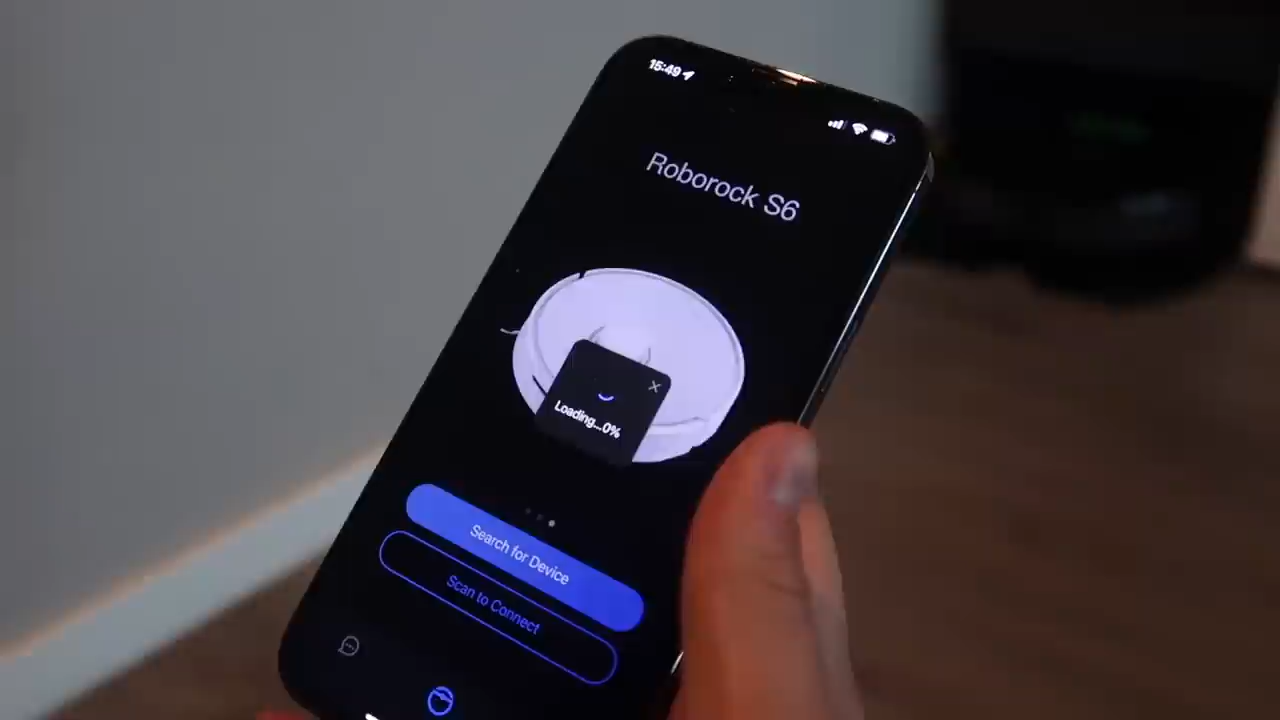 15:49
Roborock S6
Loading...0%
Search for Device
Scan to Connect